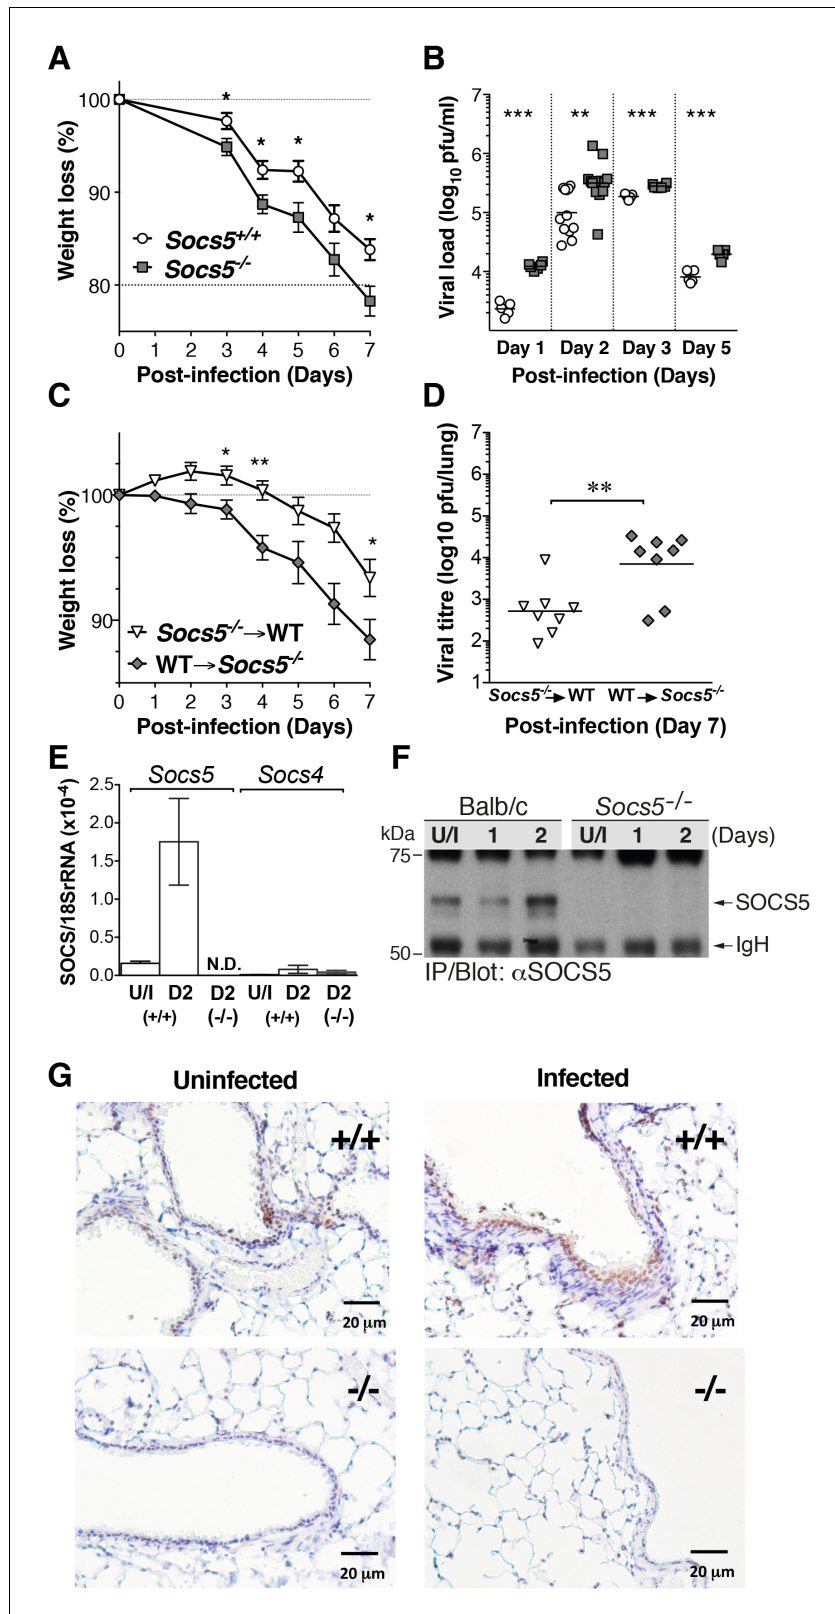 A
Weight loss (%)
100
90
80
*
*
*
*
Socs5+/+
Socs5-/-
0 1 2 3 4 5 6 7
Post-infection (Days)
B
Viral load (log10 pfu/ml)
7
6
5
4
*** ** *** ***
Day 1 Day 2 Day 3 Day 5
Post-infection (Days)
C
Weight loss (%)
100
90
*
**
*
Socs5-/-→WT
WT→Socs5-/-
0 1 2 3 4 5 6 7
Post-infection (Days)
D
Viral titre (log10 pfu/lung)
7
6
5
4
3
2
1
**
Socs5-/-→ WT WT → Socs5-/-
Post-infection (Day 7)
E
SOCS/18SrRNA (x10-4)
Socs5 Socs4
2.5
2.0
1.5
1.0
0.5
0.0
N.D.
U/I D2 D2 U/I D2 D2
(+/+) (-/-) (+/+) (-/-)
F
Balb/c Socs5-/-
kDa U/I 1 2 U/I 1 2 (Days)
75
←SOCS5
←IgH
50
IP/Blot: αSOCS5
G
Uninfected Infected
+/+
20 μm
+/+
20 μm
-/-
20 μm
-/-
20 μm